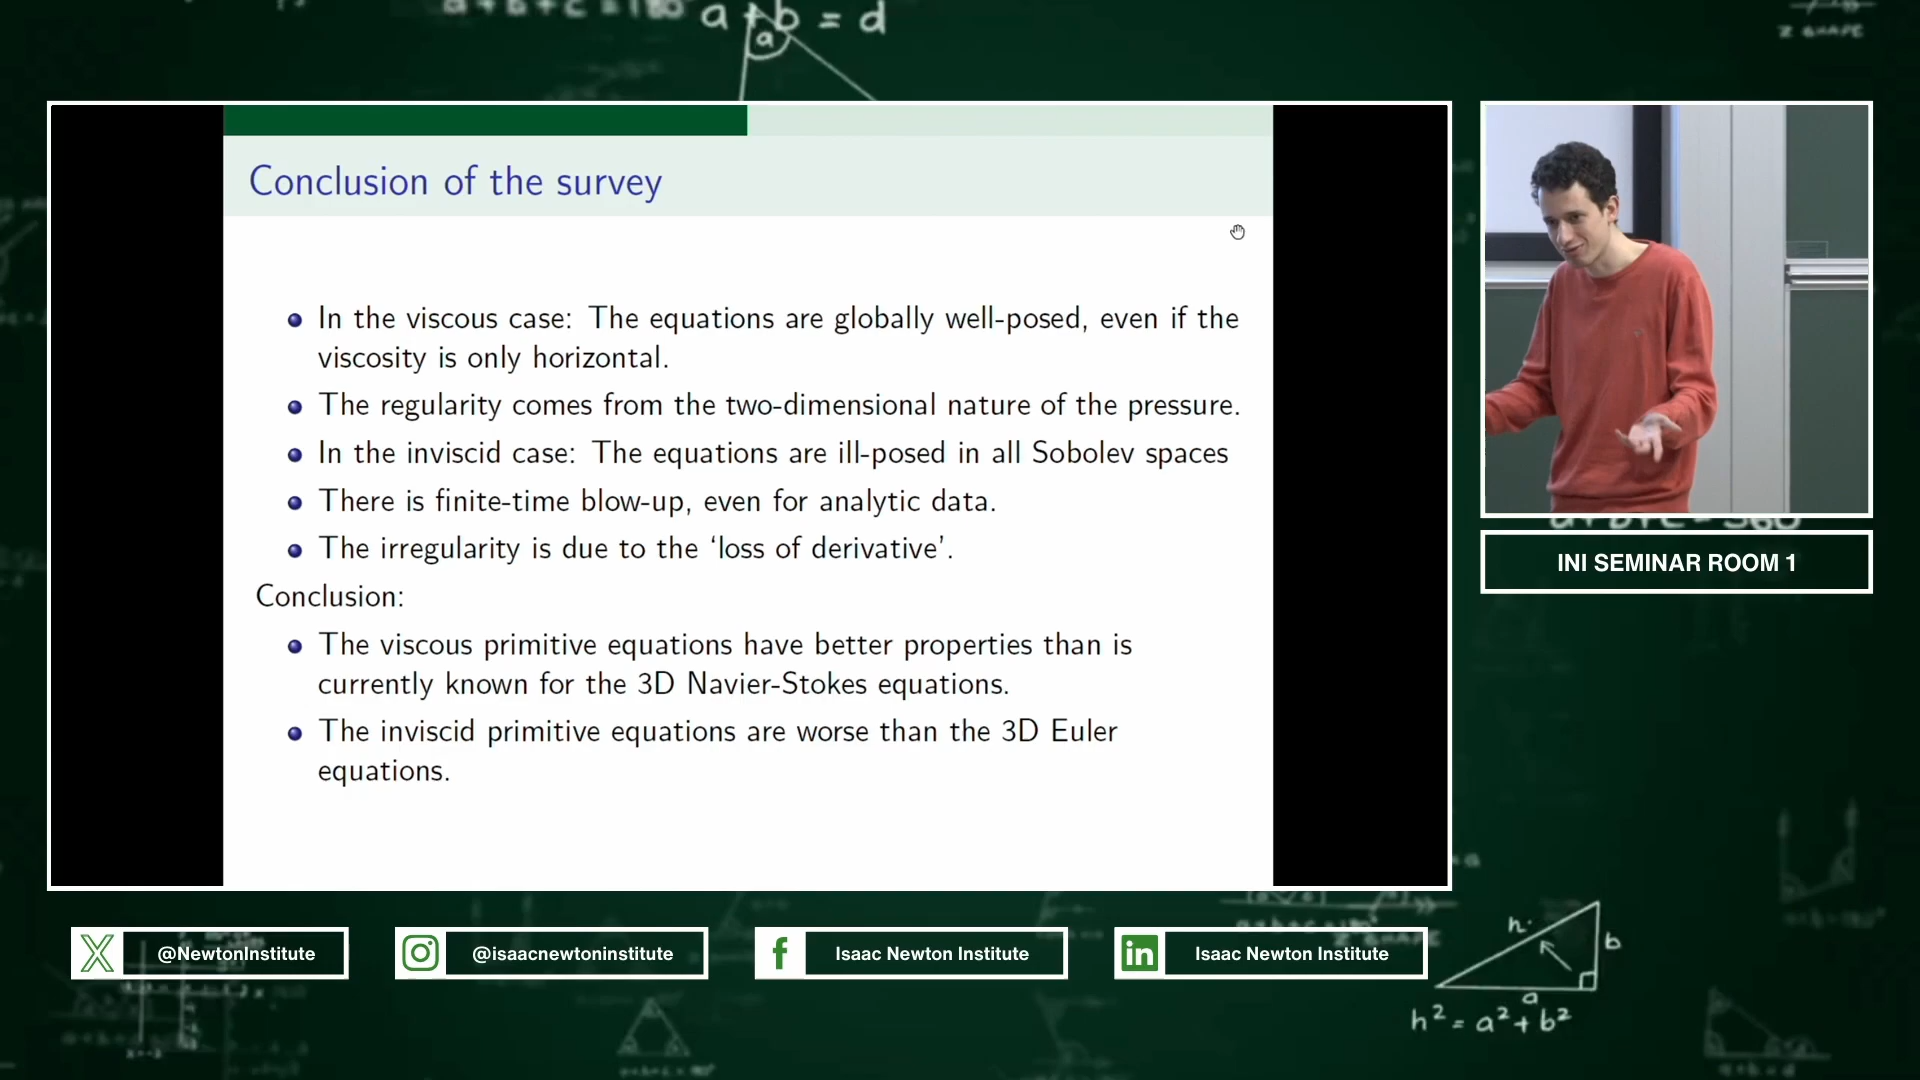 a+b+c=180°
a+b=d
a
Z SHAPE
Conclusion of the survey
In the viscous case: The equations are globally well-posed, even if the
viscosity is only horizontal.
The regularity comes from the two-dimensional nature of the pressure.
In the inviscid case: The equations are ill-posed in all Sobolev spaces
There is finite-time blow-up, even for analytic data.
The irregularity is due to the ‘loss of derivative’.
Conclusion:
The viscous primitive equations have better properties than is
currently known for the 3D Navier-Stokes equations.
The inviscid primitive equations are worse than the 3D Euler
equations.
INI SEMINAR ROOM 1
@NewtonInstitute
@isaacnewtoninstitute
Isaac Newton Institute
Isaac Newton Institute
h
b
a
h²=a²+b²